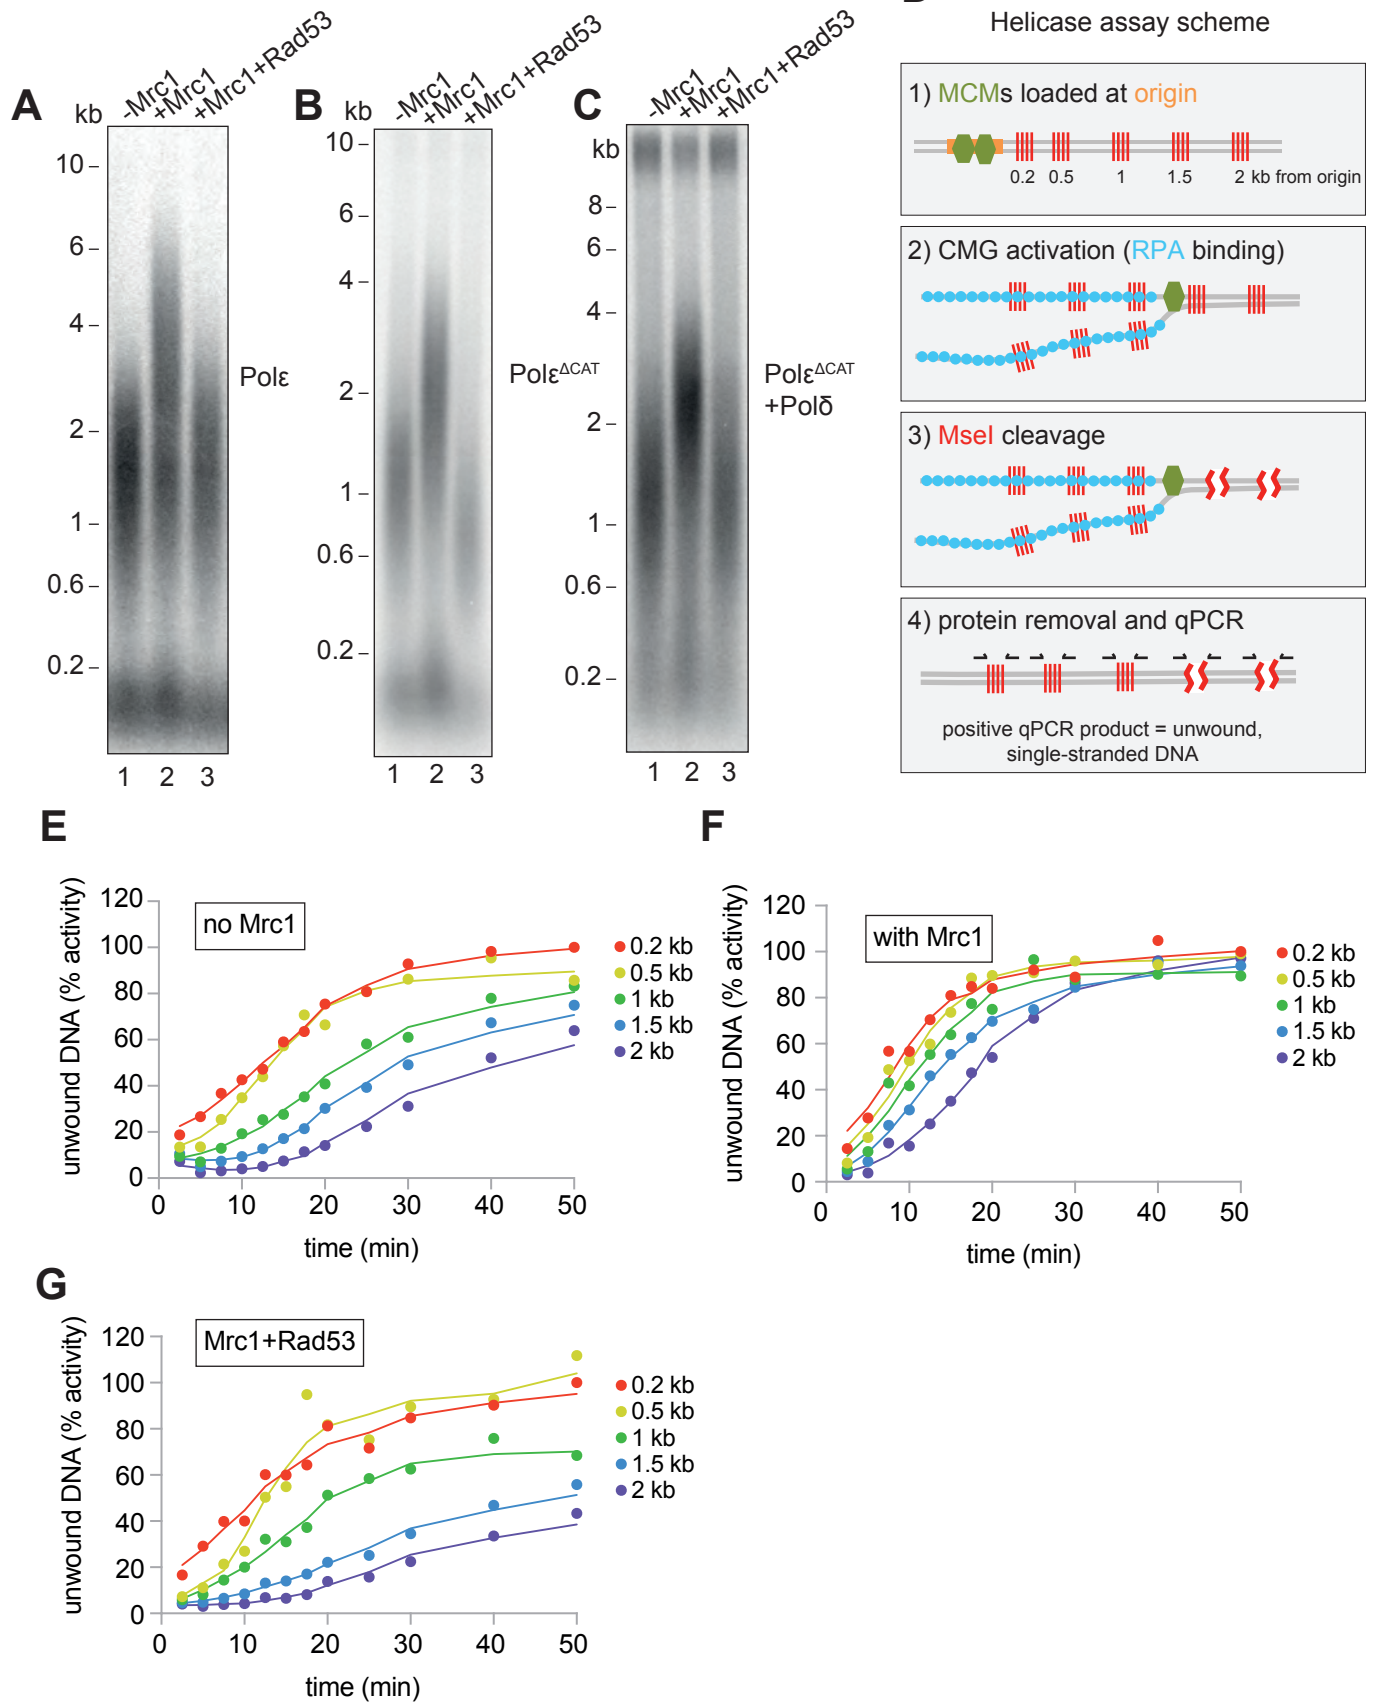 A
kb
-Mrc1
+Mrc1
+Mrc1+Rad53
10
6
4
2
1
0.6
0.2
Polε
1 2 3
B
kb
-Mrc1
+Mrc1
+Mrc1+Rad53
10
6
4
2
1
0.6
0.2
Polε^ΔCAT
1 2 3
C
kb
-Mrc1
+Mrc1
+Mrc1+Rad53
8
6
4
2
1
0.6
0.2
Polε^ΔCAT
+Polδ
1 2 3
Helicase assay scheme
1) MCMs loaded at origin
0.2 0.5 1 1.5 2 kb from origin
2) CMG activation (RPA binding)
3) MseI cleavage
4) protein removal and qPCR
positive qPCR product = unwound,
single-stranded DNA
E
unwound DNA (% activity)
120
100
80
60
40
20
0
no Mrc1
0.2 kb
0.5 kb
1 kb
1.5 kb
2 kb
0 10 20 30 40 50
time (min)
F
unwound DNA (% activity)
120
100
80
60
40
20
0
with Mrc1
0.2 kb
0.5 kb
1 kb
1.5 kb
2 kb
0 10 20 30 40 50
time (min)
G
unwound DNA (% activity)
120
100
80
60
40
20
0
Mrc1+Rad53
0.2 kb
0.5 kb
1 kb
1.5 kb
2 kb
0 10 20 30 40 50
time (min)